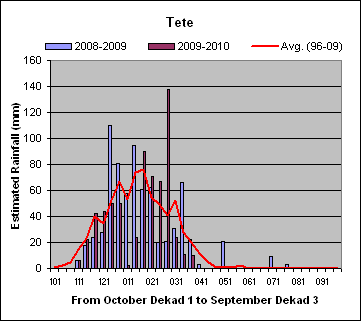 Tete
2008-2009 2009-2010 Avg. (96-09)
Estimated Rainfall (mm)
160
140
120
100
80
60
40
20
0
101 111 121 011 021 031 041 051 061 071 081 091
From October Dekad 1 to September Dekad 3